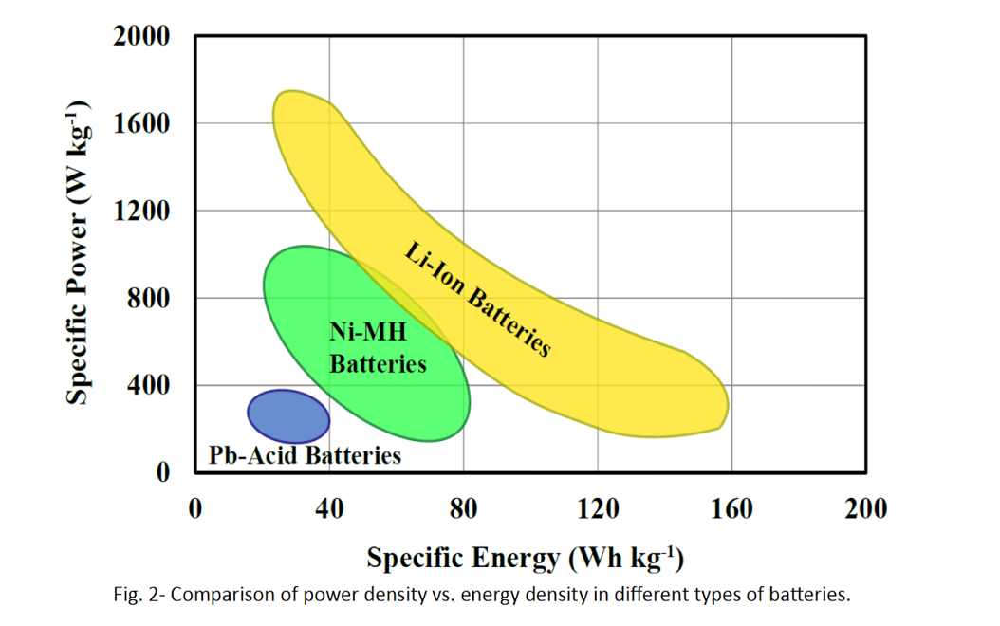 2000
1600
1200
800
400
0
Specific Power (W kg⁻¹)
Li-Ion Batteries
Ni-MH
Batteries
Pb-Acid Batteries
0 40 80 120 160 200
Specific Energy (Wh kg⁻¹)
Fig. 2- Comparison of power density vs. energy density in different types of batteries.